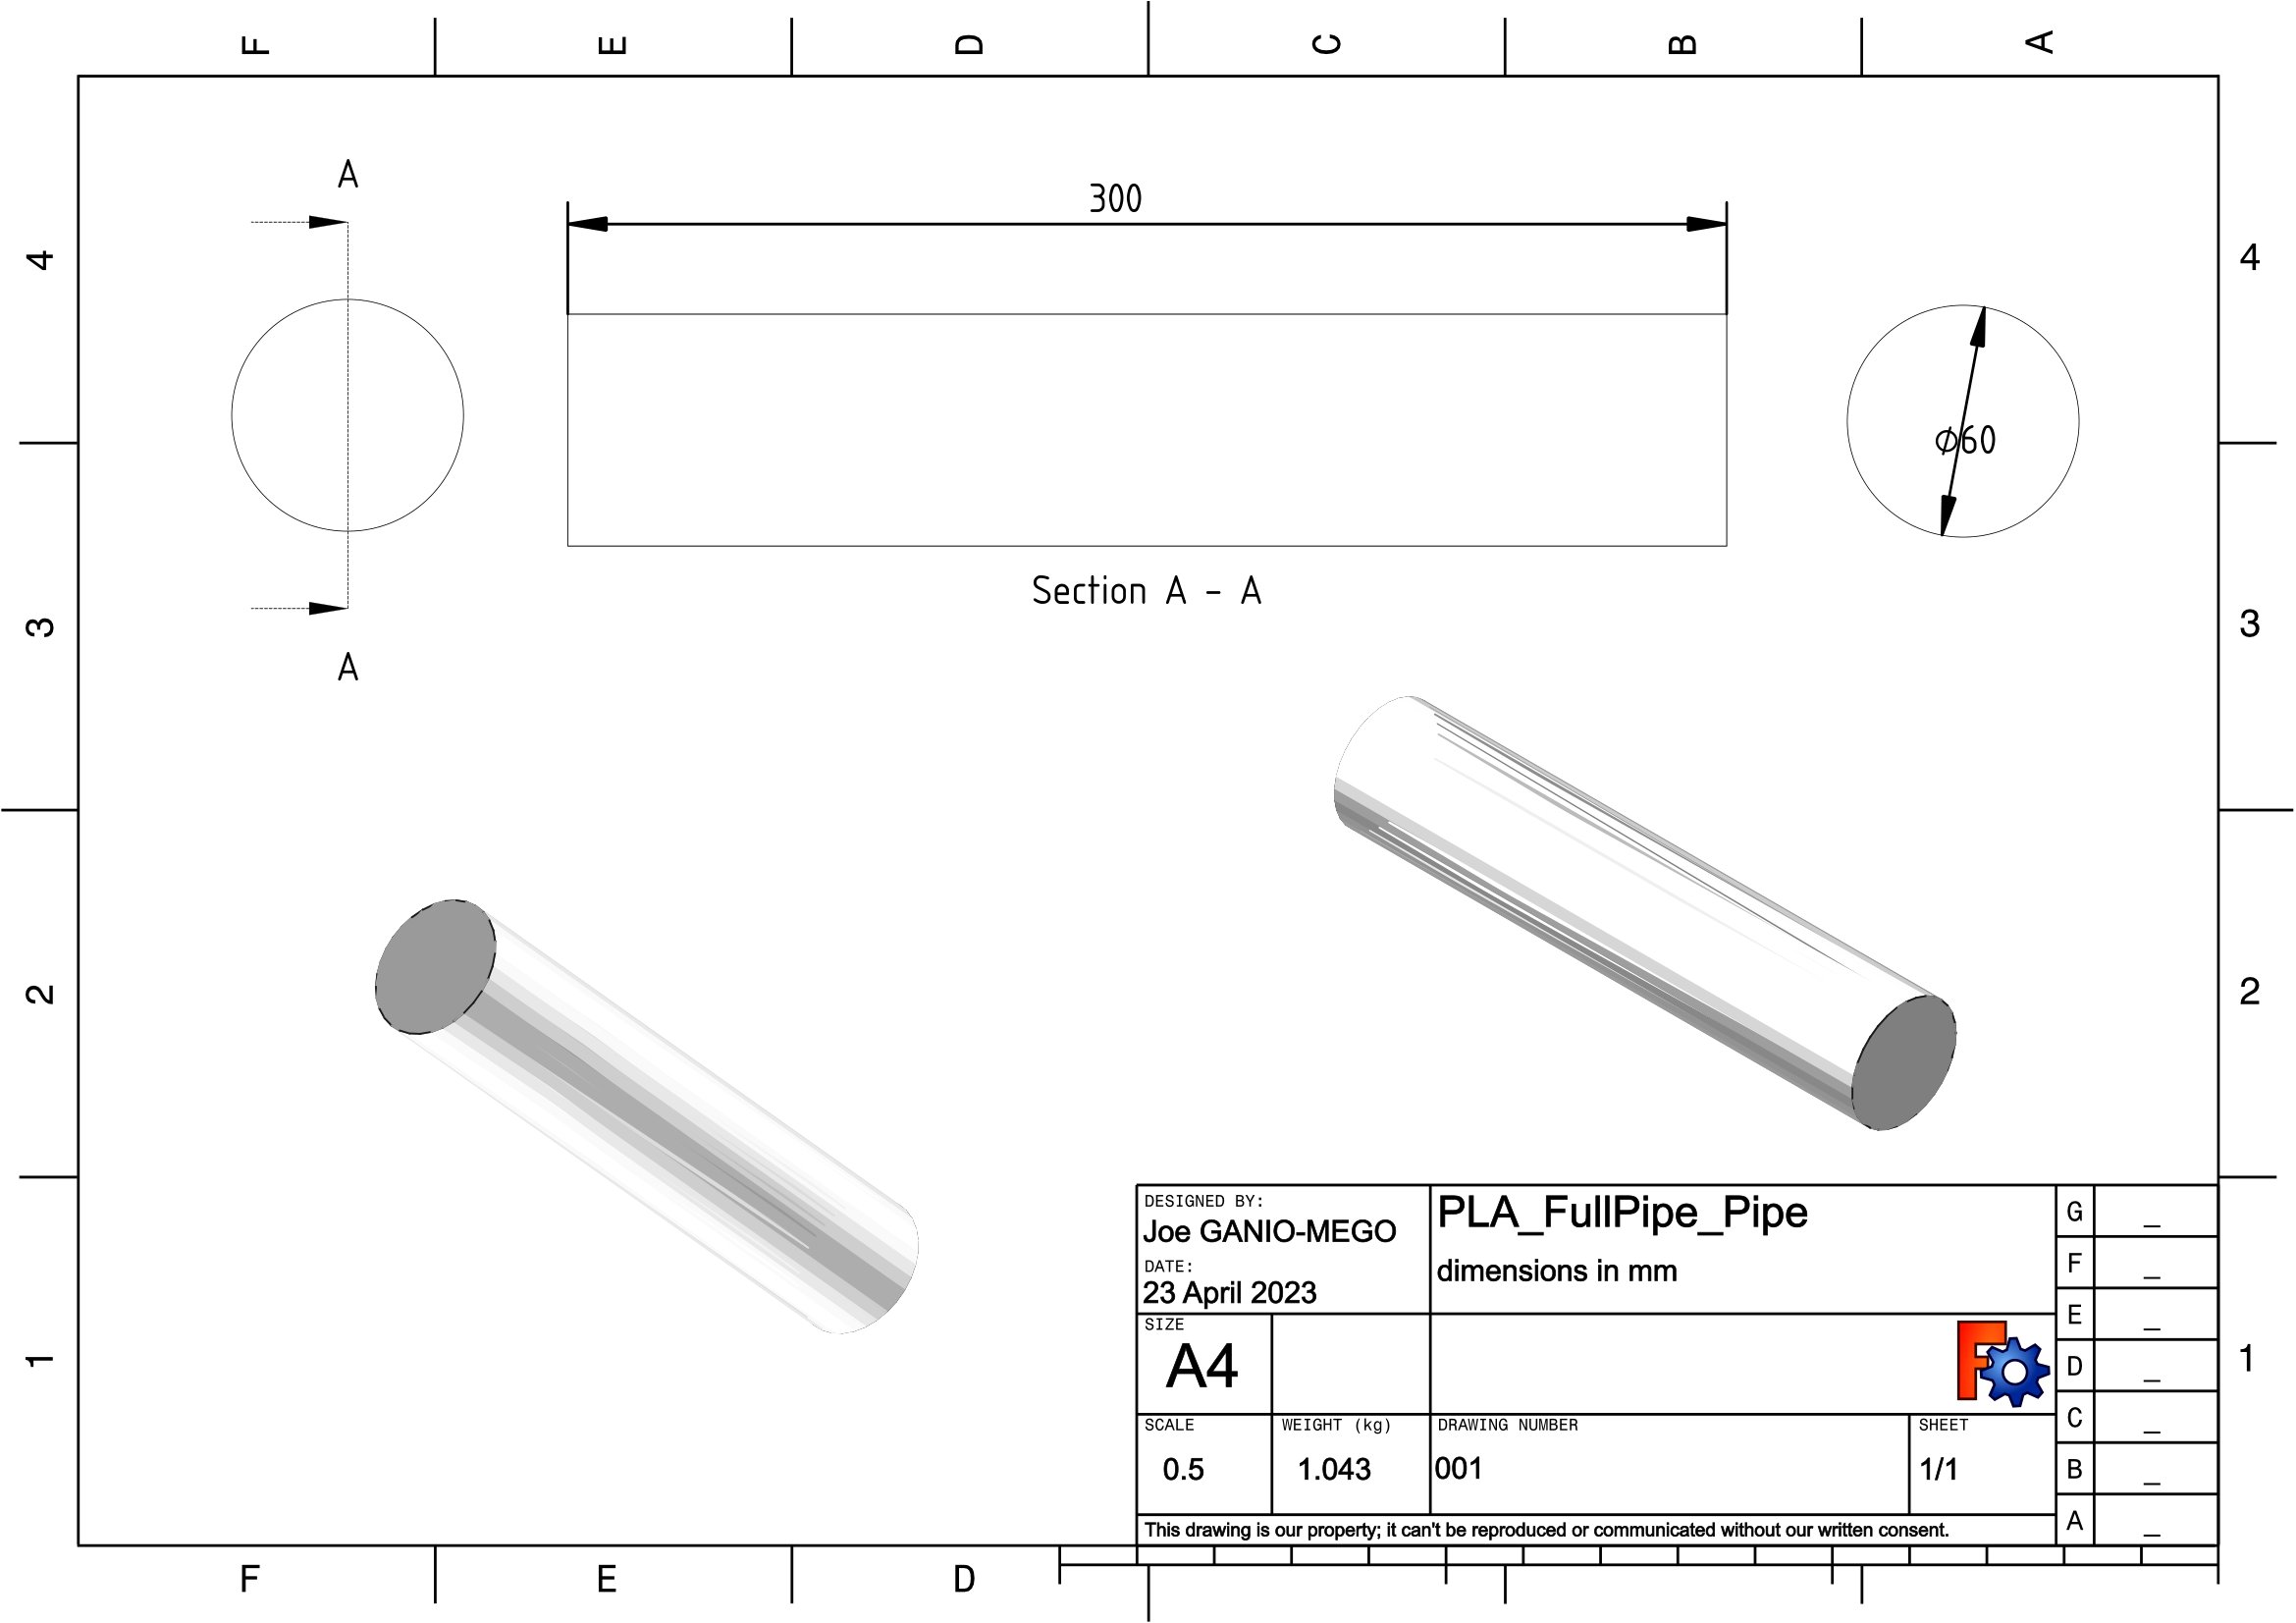 F E D C B A
A
300
4 4
⌀60
Section A - A
3 3
A
2 2
DESIGNED BY:
Joe GANIO-MEGO
DATE:
23 April 2023
PLA_FullPipe_Pipe
dimensions in mm
G _
F _
E _
D _
C _
B _
A _
SIZE
A4
1 1
SCALE
0.5
WEIGHT (kg)
1.043
DRAWING NUMBER
001
SHEET
1/1
This drawing is our property; it can't be reproduced or communicated without our written consent.
F E D